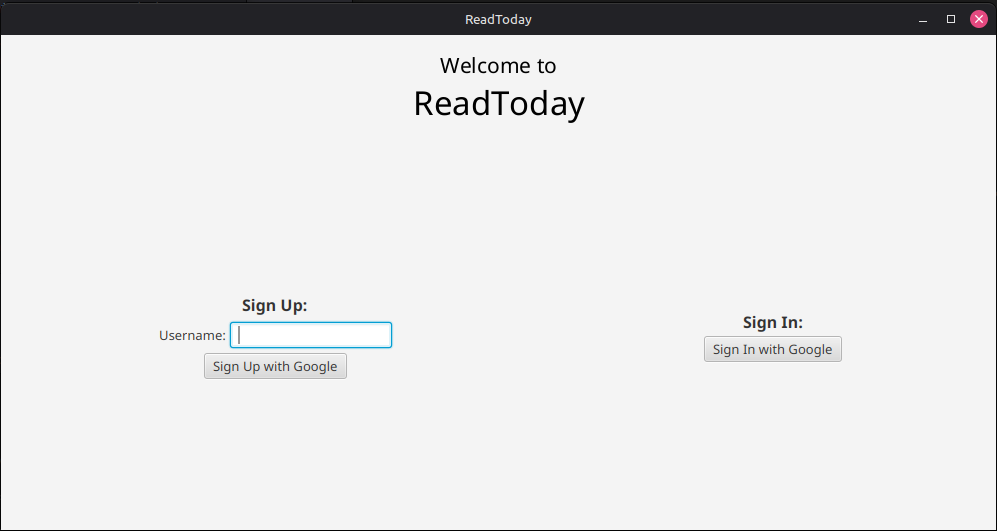 ReadToday
Welcome to
ReadToday
Sign Up:
Username:
Sign Up with Google
Sign In:
Sign In with Google